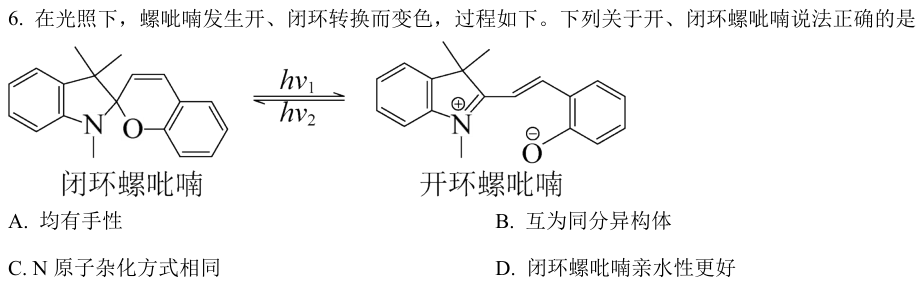 6. 在光照下，螺吡喃发生开、闭环转换而变色，过程如下。下列关于开、闭环螺吡喃说法正确的是
hv₁
hv₂
N
O
N
⊕
⊖
O
闭环螺吡喃
开环螺吡喃
A. 均有手性
B. 互为同分异构体
C. N 原子杂化方式相同
D. 闭环螺吡喃亲水性更好